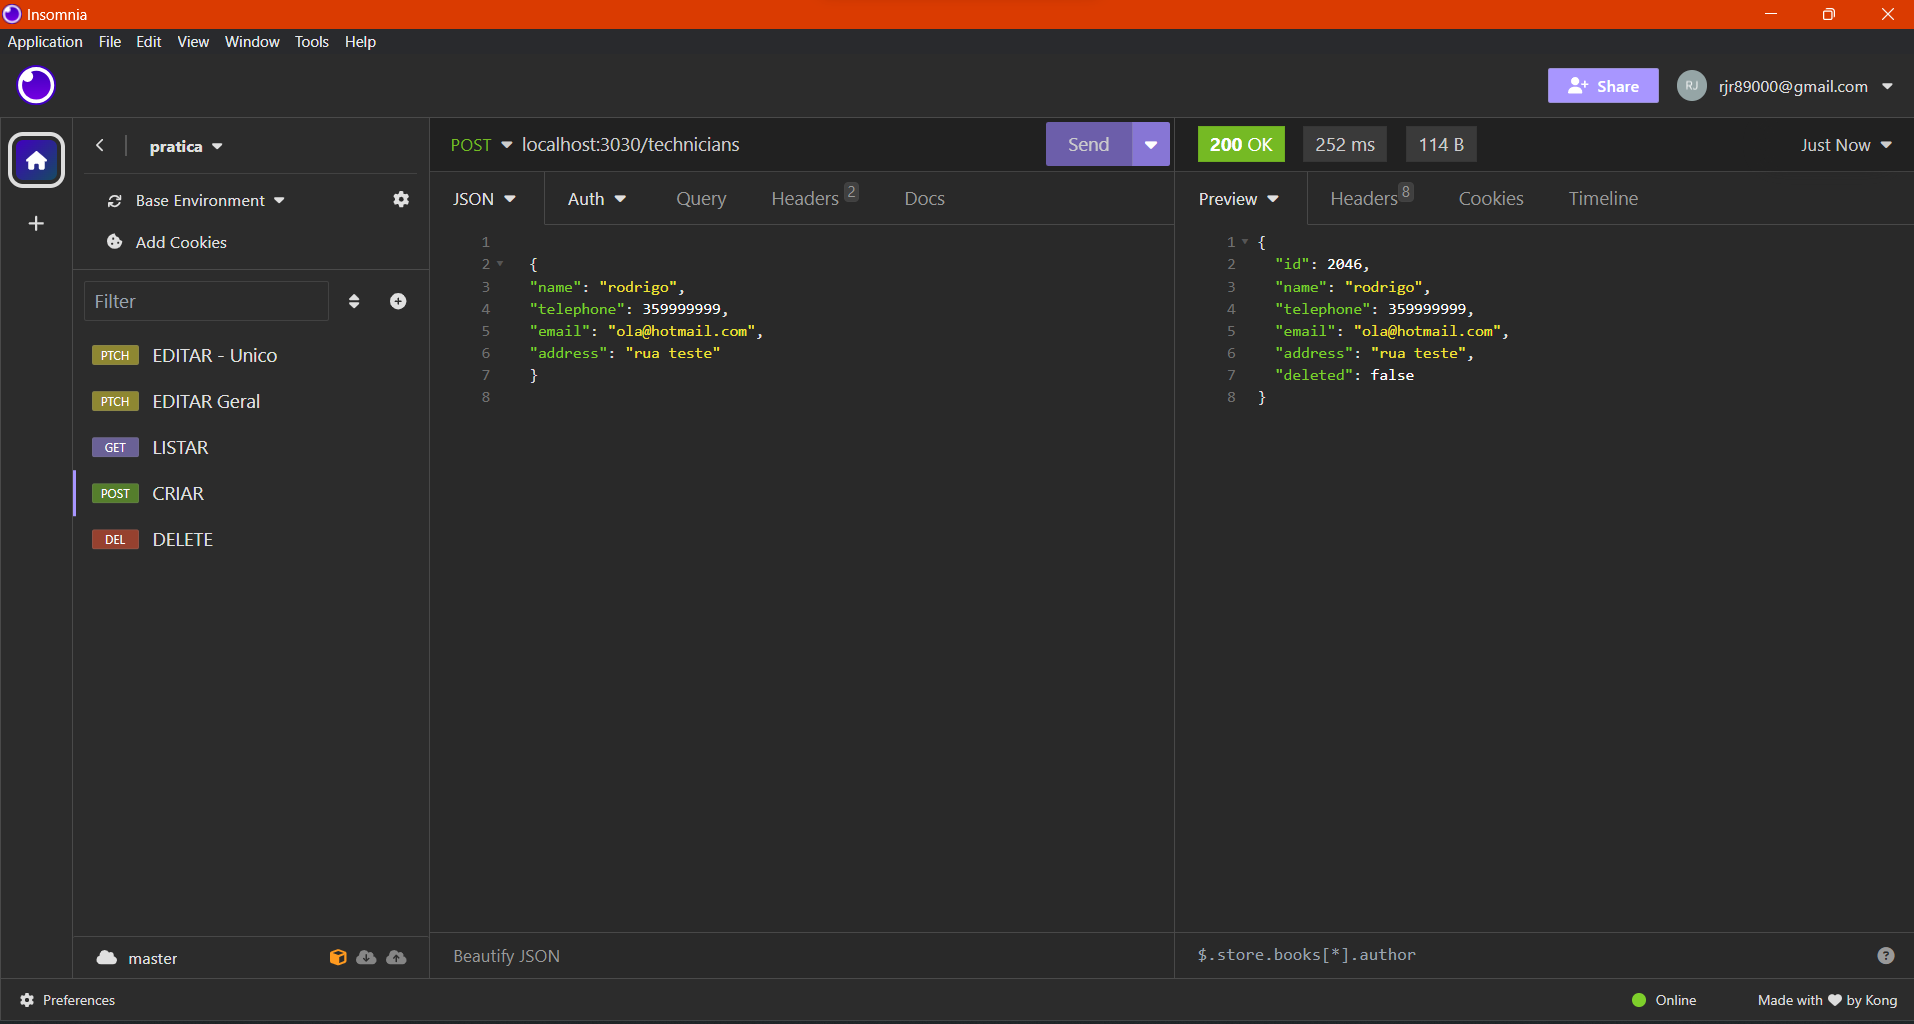 Insomnia
Application File Edit View Window Tools Help
Share RJ rjr89000@gmail.com
pratica
Base Environment
Add Cookies
Filter
PTCH EDITAR - Unico
PTCH EDITAR Geral
GET LISTAR
POST CRIAR
DEL DELETE
master
POST localhost:3030/technicians Send
JSON Auth Query Headers 2 Docs
1
2 {
3 "name": "rodrigo",
4 "telephone": 359999999,
5 "email": "ola@hotmail.com",
6 "address": "rua teste"
7 }
8
Beautify JSON
200 OK 252 ms 114 B Just Now
Preview Headers 8 Cookies Timeline
1 {
2 "id": 2046,
3 "name": "rodrigo",
4 "telephone": 359999999,
5 "email": "ola@hotmail.com",
6 "address": "rua teste",
7 "deleted": false
8 }
$.store.books[*].author ?
Preferences Online Made with ❤ by Kong